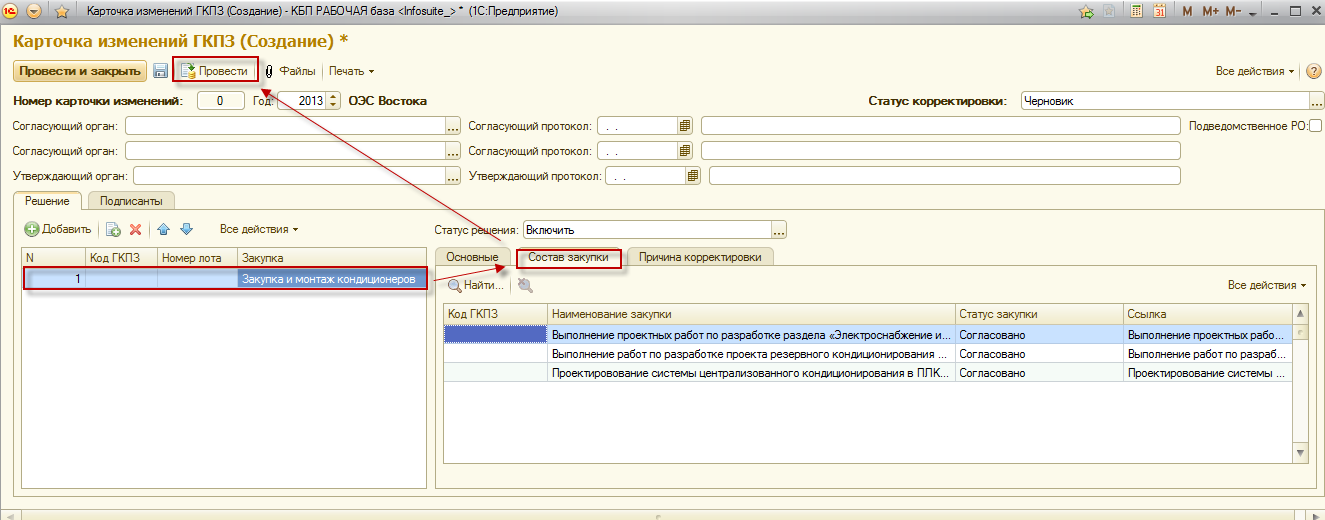 Карточка изменений ГКПЗ (Создание) - КБП РАБОЧАЯ база <Infosuite_> * (1С:Предприятие)
M M+ M-
Карточка изменений ГКПЗ (Создание) *
Провести и закрыть Провести Файлы Печать Все действия
Номер карточки изменений: 0 Год: 2013 ОЭС Востока Статус корректировки: Черновик
Согласующий орган: Согласующий протокол: . . Подведомственное РО:
Согласующий орган: Согласующий протокол: . .
Утверждающий орган: Утверждающий протокол: . .
Решение Подписанты
Добавить Все действия Статус решения: Включить
N Код ГКПЗ Номер лота Закупка
1 Закупка и монтаж кондиционеров
Основные Состав закупки Причина корректировки
Найти... Все действия
Код ГКПЗ Наименование закупки Статус закупки Ссылка
Выполнение проектных работ по разработке раздела «Электроснабжение и... Согласовано Выполнение проектных рабо...
Выполнение работ по разработке проекта резервного кондиционирования ... Согласовано Выполнение работ по разраб...
Проектировование системы централизованного кондиционирования в ПЛК... Согласовано Проектировование системы ...